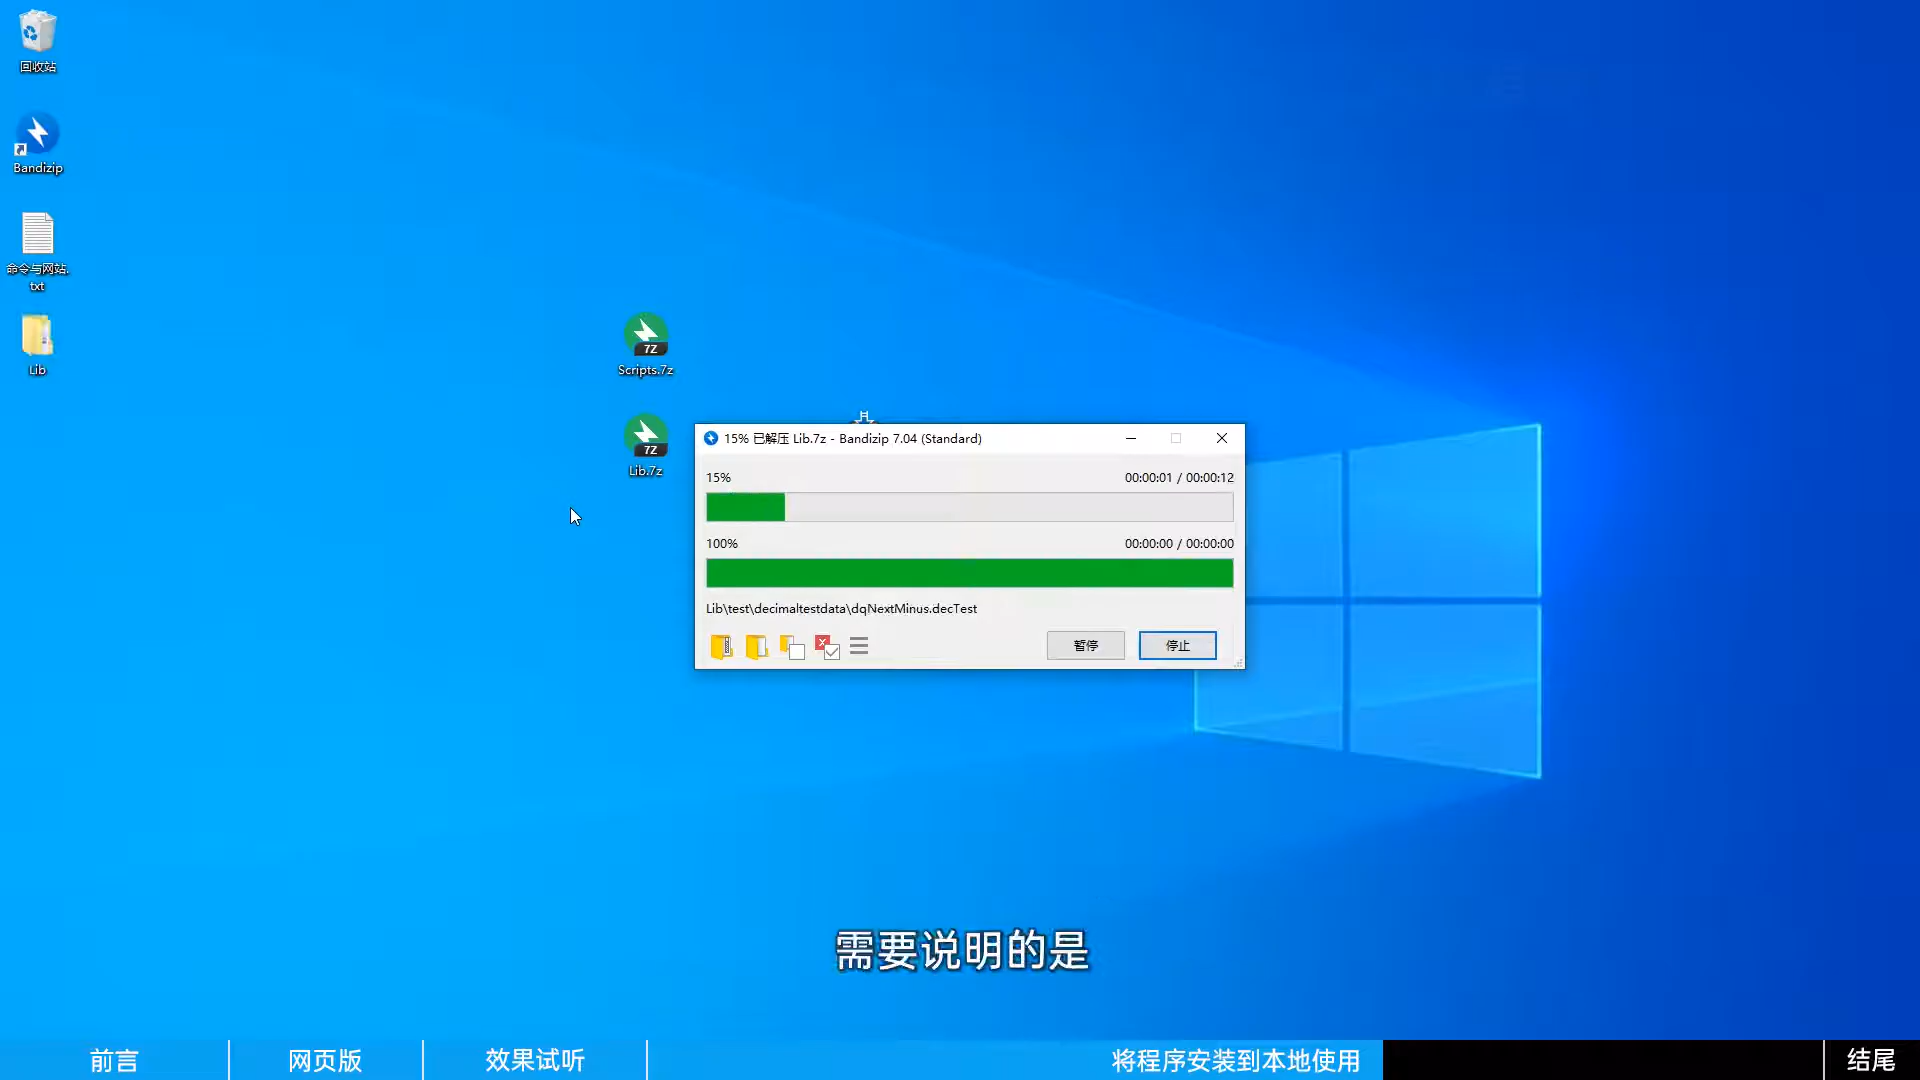 回收站
Bandizip
命令与网站.
txt
Lib
Scripts.7z
Lib.7z
15% 已解压 Lib.7z - Bandizip 7.04 (Standard)
15%
00:00:01 / 00:00:12
100%
00:00:00 / 00:00:00
Lib\test\decimaltestdata\dqNextMinus.decTest
暂停
停止
需要说明的是
前言
网页版
效果试听
将程序安装到本地使用
结尾